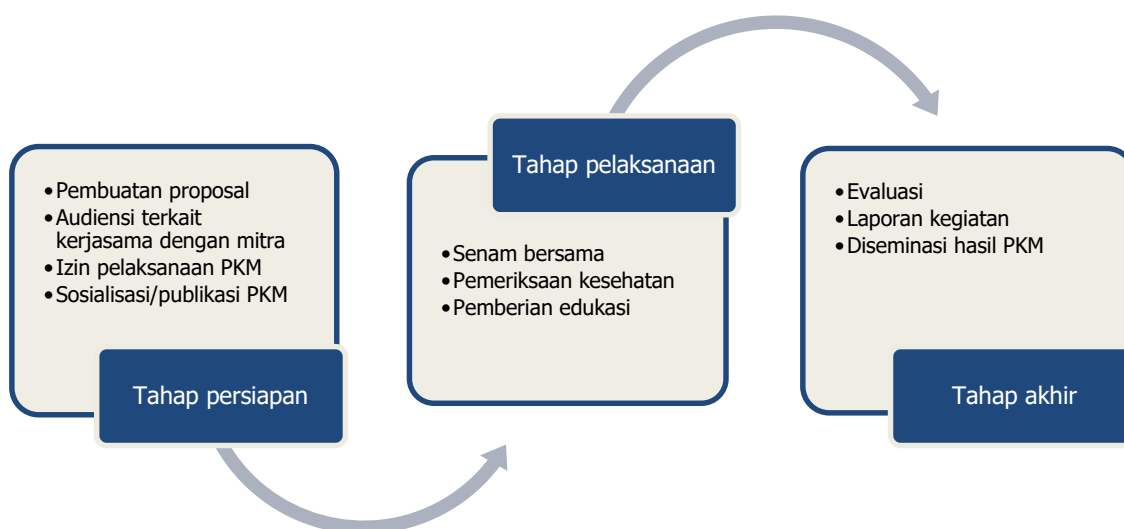 •Pembuatan proposal
•Audiensi terkait
kerjasama dengan mitra
•Izin pelaksanaan PKM
•Sosialisasi/publikasi PKM
Tahap persiapan
Tahap pelaksanaan
•Senam bersama
•Pemeriksaan kesehatan
•Pemberian edukasi
•Evaluasi
•Laporan kegiatan
•Diseminasi hasil PKM
Tahap akhir